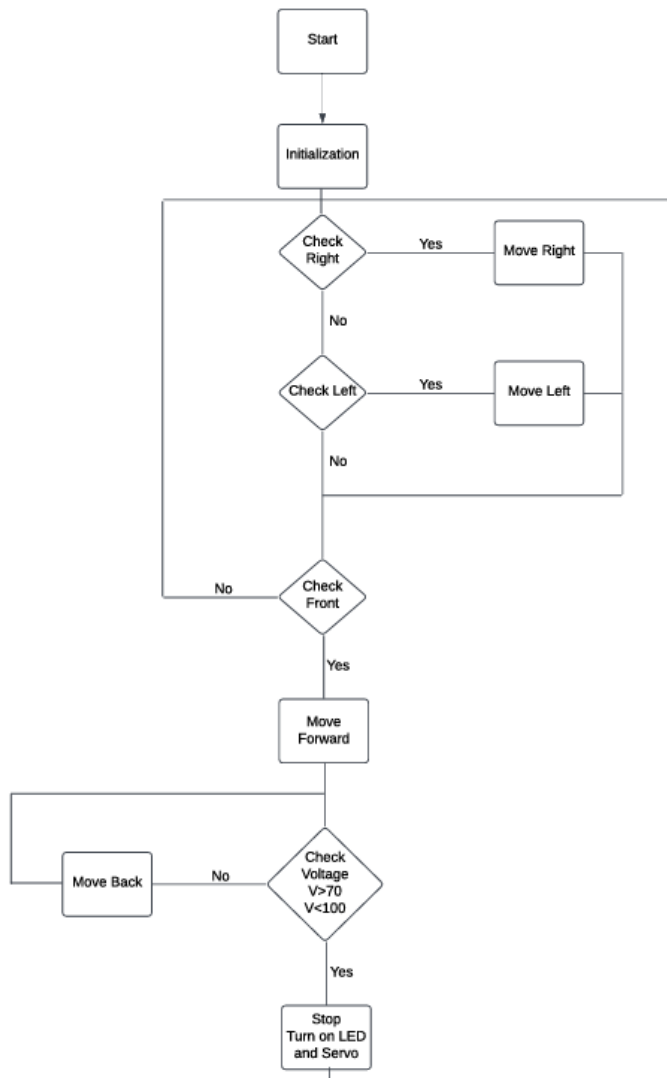 Start
Initialization
Check
Right
Yes
Move Right
No
Check Left
Yes
Move Left
No
Check
Front
No
Yes
Move
Forward
Check
Voltage
V>70
V<100
No
Move Back
Yes
Stop
Turn on LED
and Servo